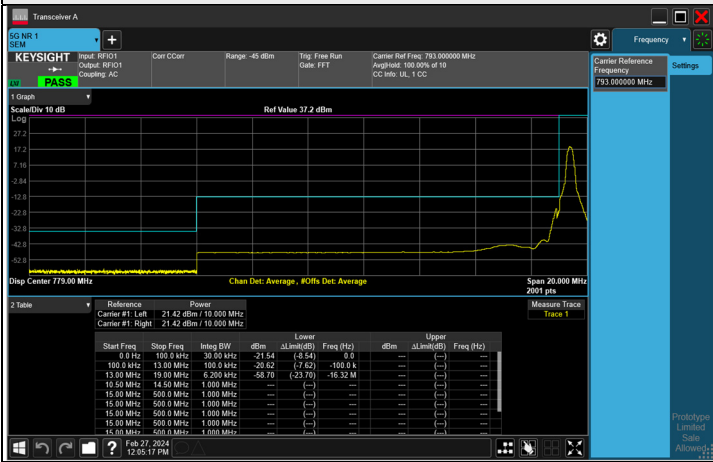 Transceiver A
5G NR 1
SEM
Frequency
KEYSIGHT
Input: RFIO1
Output: RFIO1
Coupling: AC
Corr CCorr
Range: -45 dBm
Trig: Free Run
Gate: FFT
Carrier Ref Freq: 793.000000 MHz
Avg|Hold: 100.00% of 10
CC Info: UL, 1 CC
PASS
Carrier Reference
Frequency
793.000000 MHz
Settings
1 Graph
Scale/Div 10 dB
Ref Value 37.2 dBm
Log
27.2
17.2
7.16
-2.84
-12.8
-22.8
-32.8
-42.8
-52.8
Disp Center 779.00 MHz
Chan Det: Average , #Offs Det: Average
Span 20.000 MHz
2001 pts
2 Table
Reference Power
Carrier #1: Left 21.42 dBm / 10.000 MHz
Carrier #1: Right 21.42 dBm / 10.000 MHz
Measure Trace
Trace 1
Lower Upper
Start Freq Stop Freq Integ BW dBm ΔLimit(dB) Freq (Hz) dBm ΔLimit(dB) Freq (Hz)
0.0 Hz 100.0 kHz 30.00 kHz -21.54 (-8.54) 0.0 --- (---) ---
100.0 kHz 13.00 MHz 100.0 kHz -20.62 (-7.62) -100.0 k --- (---) ---
13.00 MHz 19.00 MHz 6.200 kHz -58.70 (-23.70) -16.32 M --- (---) ---
10.50 MHz 14.50 MHz 1.000 MHz --- (---) --- --- (---) ---
15.00 MHz 500.0 MHz 1.000 MHz --- (---) --- --- (---) ---
15.00 MHz 500.0 MHz 1.000 MHz --- (---) --- --- (---) ---
15.00 MHz 500.0 MHz 1.000 MHz --- (---) --- --- (---) ---
15.00 MHz 500.0 MHz 1.000 MHz --- (---) --- --- (---) ---
Prototype
Limited
Sale
Allowed
Feb 27, 2024
12:05:17 PM